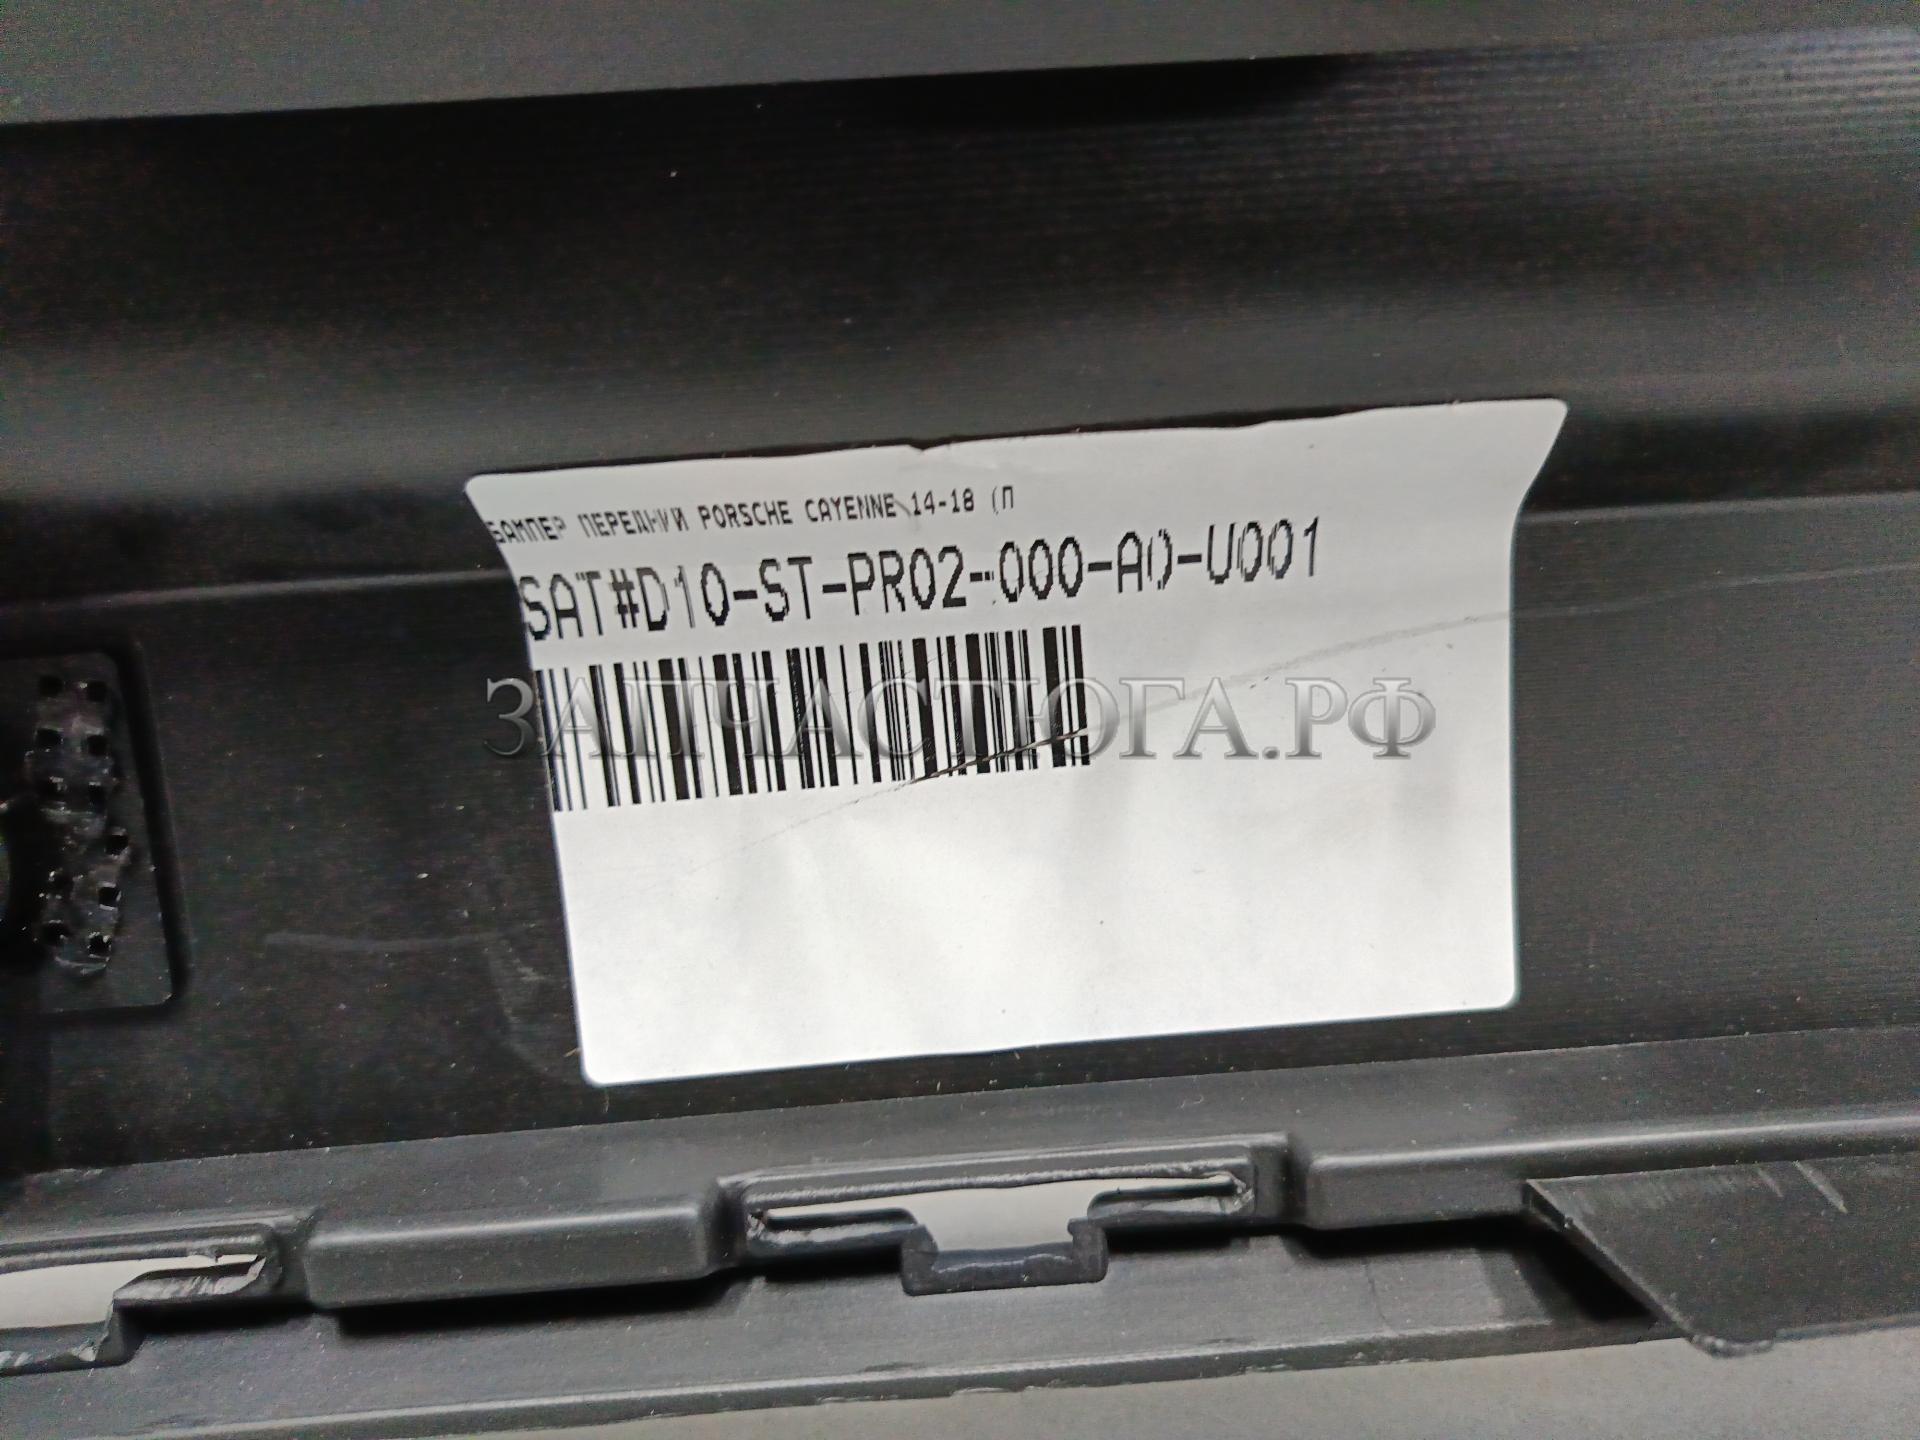 БАМПЕР ПЕРЕДНИЙ PORSCHE CAYENNE 14-18 (П
SAT#D10-ST-PR02-000-A0-U001
ЗАПЧАСТЮГА.РФ